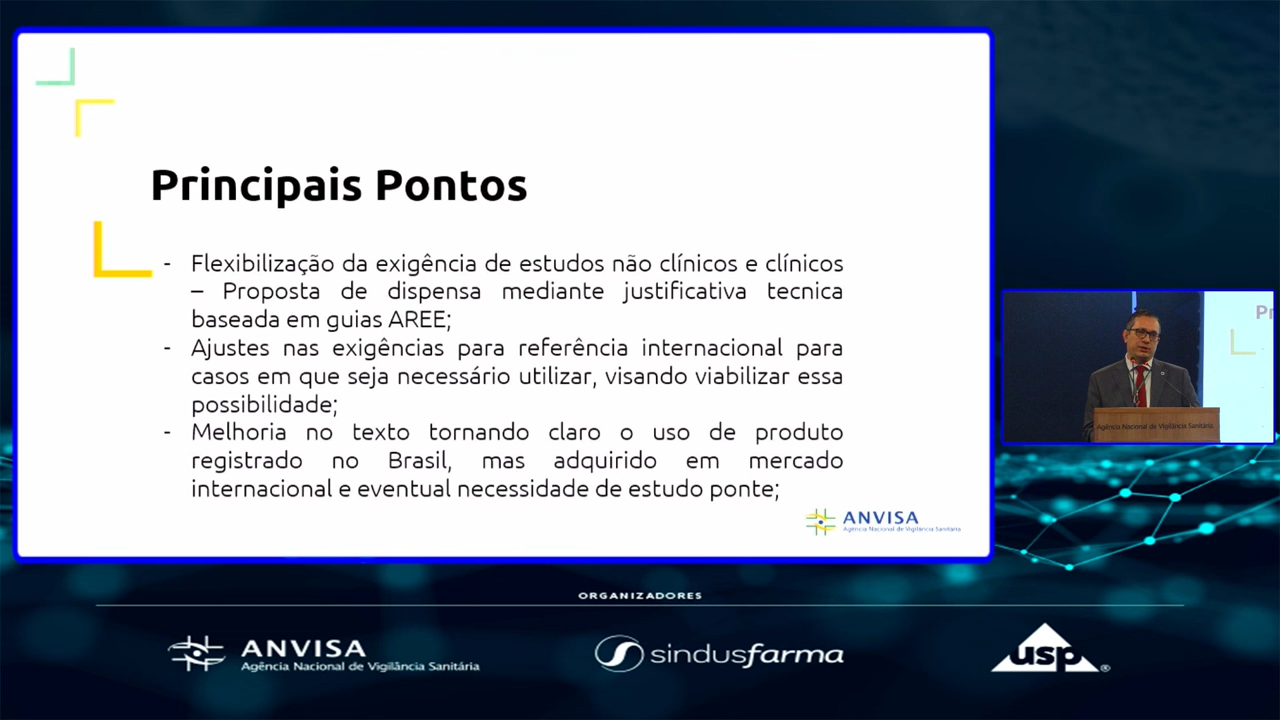 Principais Pontos
- Flexibilização da exigência de estudos não clínicos e clínicos
– Proposta de dispensa mediante justificativa tecnica
baseada em guias AREE;
- Ajustes nas exigências para referência internacional para
casos em que seja necessário utilizar, visando viabilizar essa
possibilidade;
- Melhoria no texto tornando claro o uso de produto
registrado no Brasil, mas adquirido em mercado
internacional e eventual necessidade de estudo ponte;
ANVISA
Agência Nacional de Vigilância Sanitária
Pr
Agência Nacional de Vigilância Sanitária
ORGANIZADORES
ANVISA
Agência Nacional de Vigilância Sanitária
sindusfarma
usp®